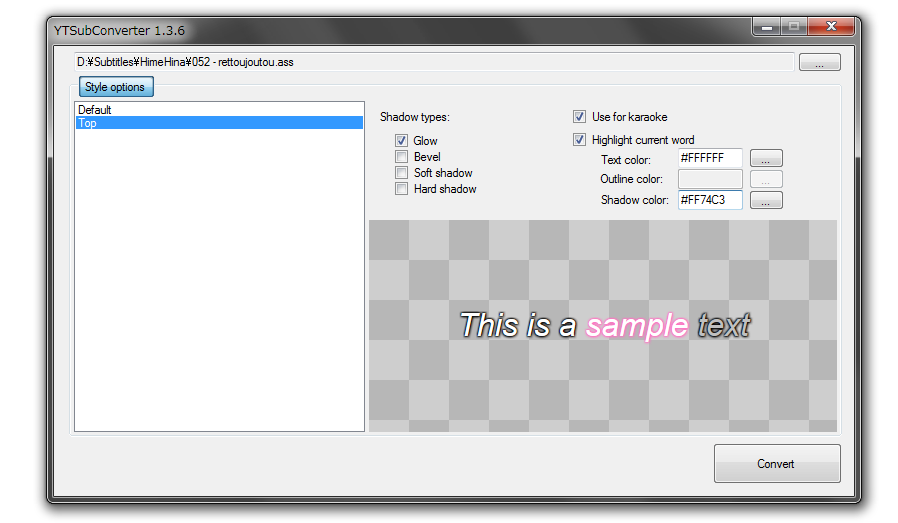 YTSubConverter 1.3.6
D:¥Subtitles¥HimeHina¥052 - rettoujoutou.ass
...
Style options
Default
Top
Shadow types:
Glow
Bevel
Soft shadow
Hard shadow
Use for karaoke
Highlight current word
Text color: #FFFFFF ...
Outline color: ...
Shadow color: #FF74C3 ...
This is a sample text
Convert